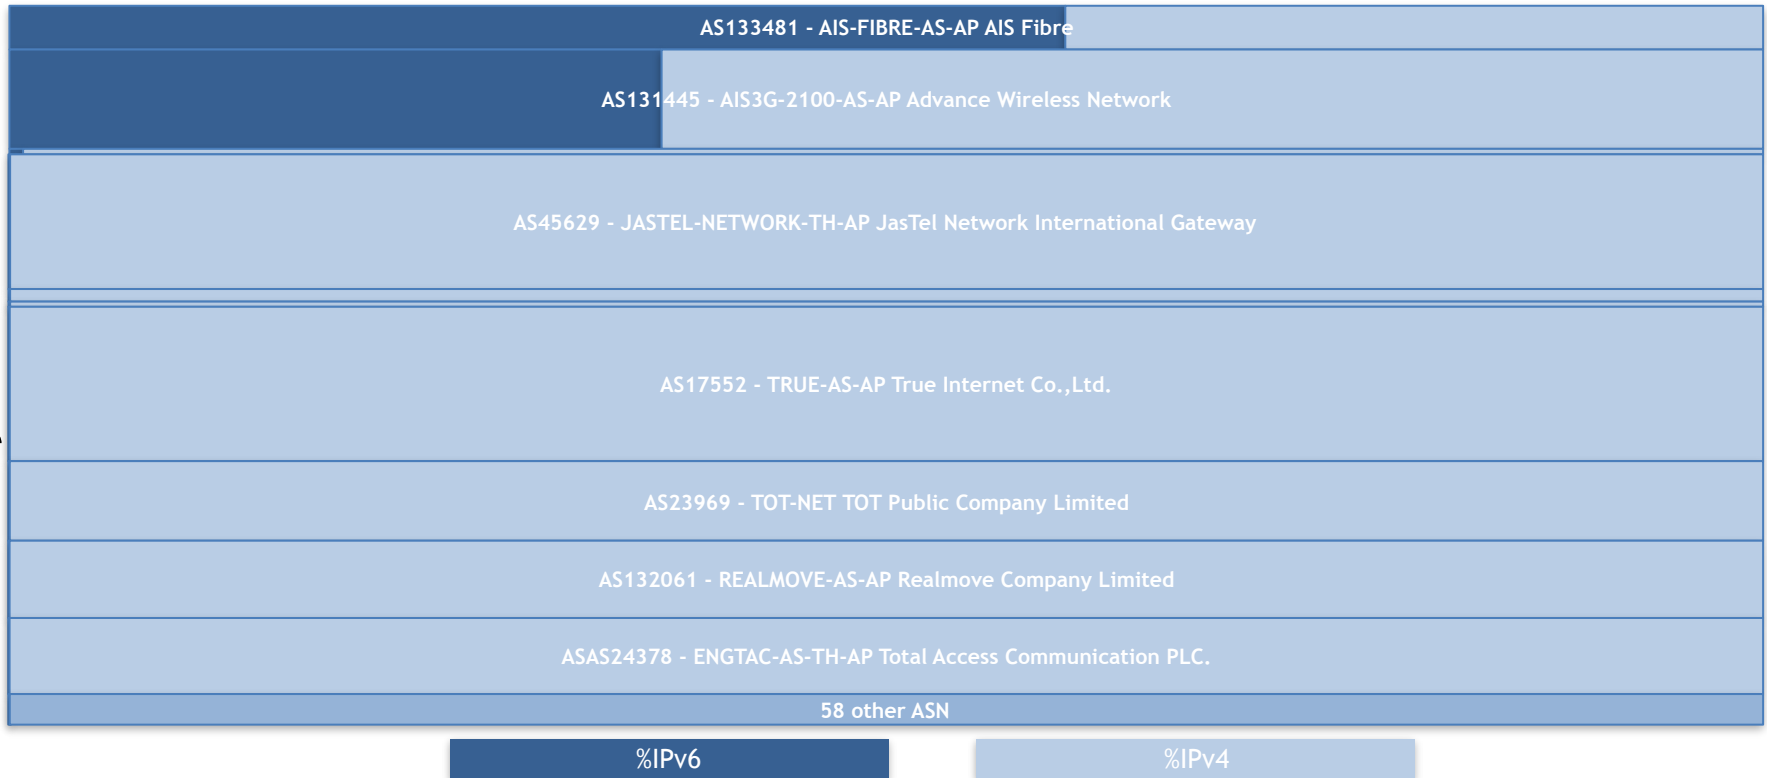 AS133481 - AIS-FIBRE-AS-AP AIS Fibre
AS131445 - AIS3G-2100-AS-AP Advance Wireless Network
AS45629 - JASTEL-NETWORK-TH-AP JasTel Network International Gateway
AS17552 - TRUE-AS-AP True Internet Co.,Ltd.
AS23969 - TOT-NET TOT Public Company Limited
AS132061 - REALMOVE-AS-AP Realmove Company Limited
ASAS24378 - ENGTAC-AS-TH-AP Total Access Communication PLC.
58 other ASN
%IPv6 %IPv4